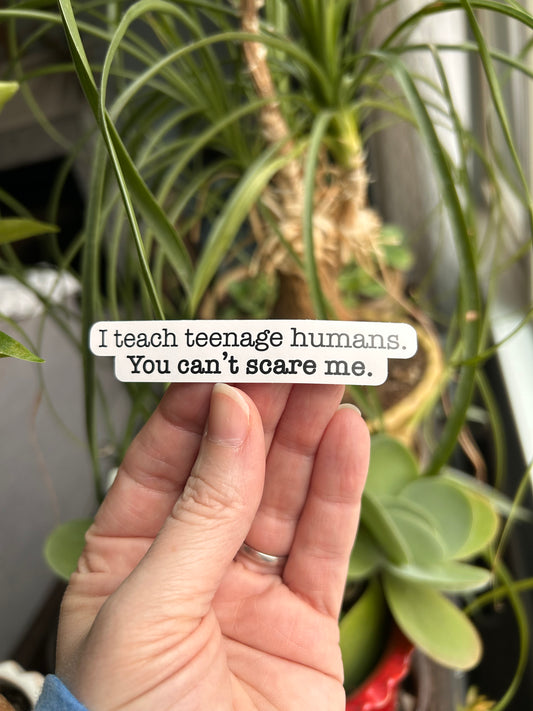 I teach teenage humans.
You can't scare me.